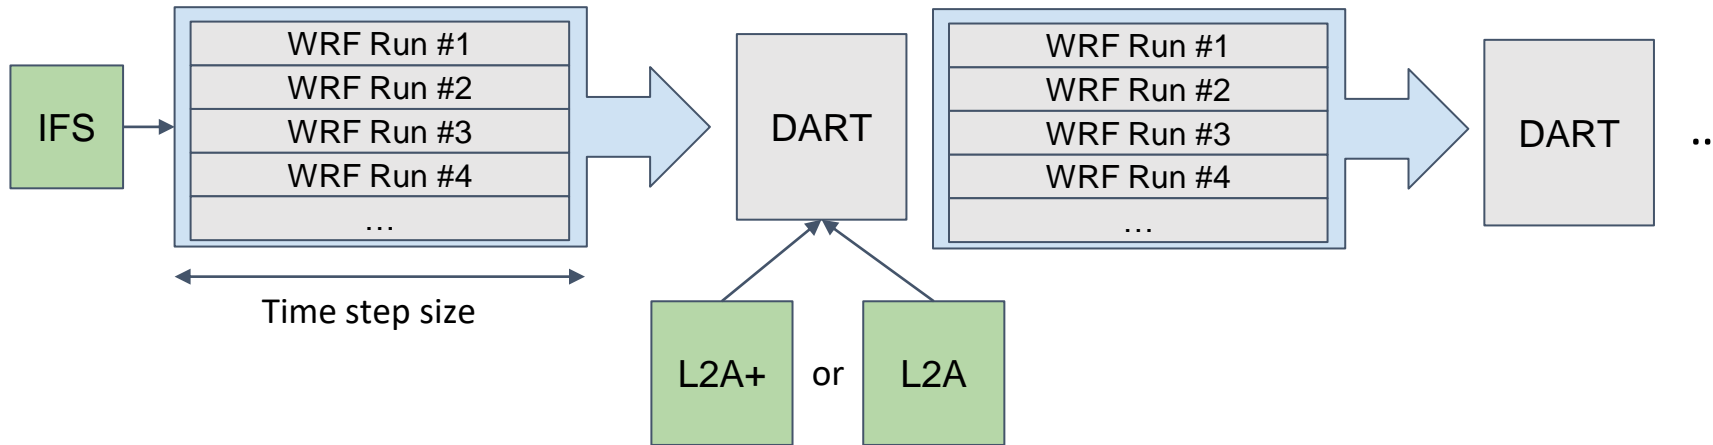 IFS
WRF Run #1
WRF Run #2
WRF Run #3
WRF Run #4
...
Time step size
DART
L2A+
or
L2A
WRF Run #1
WRF Run #2
WRF Run #3
WRF Run #4
...
DART
..